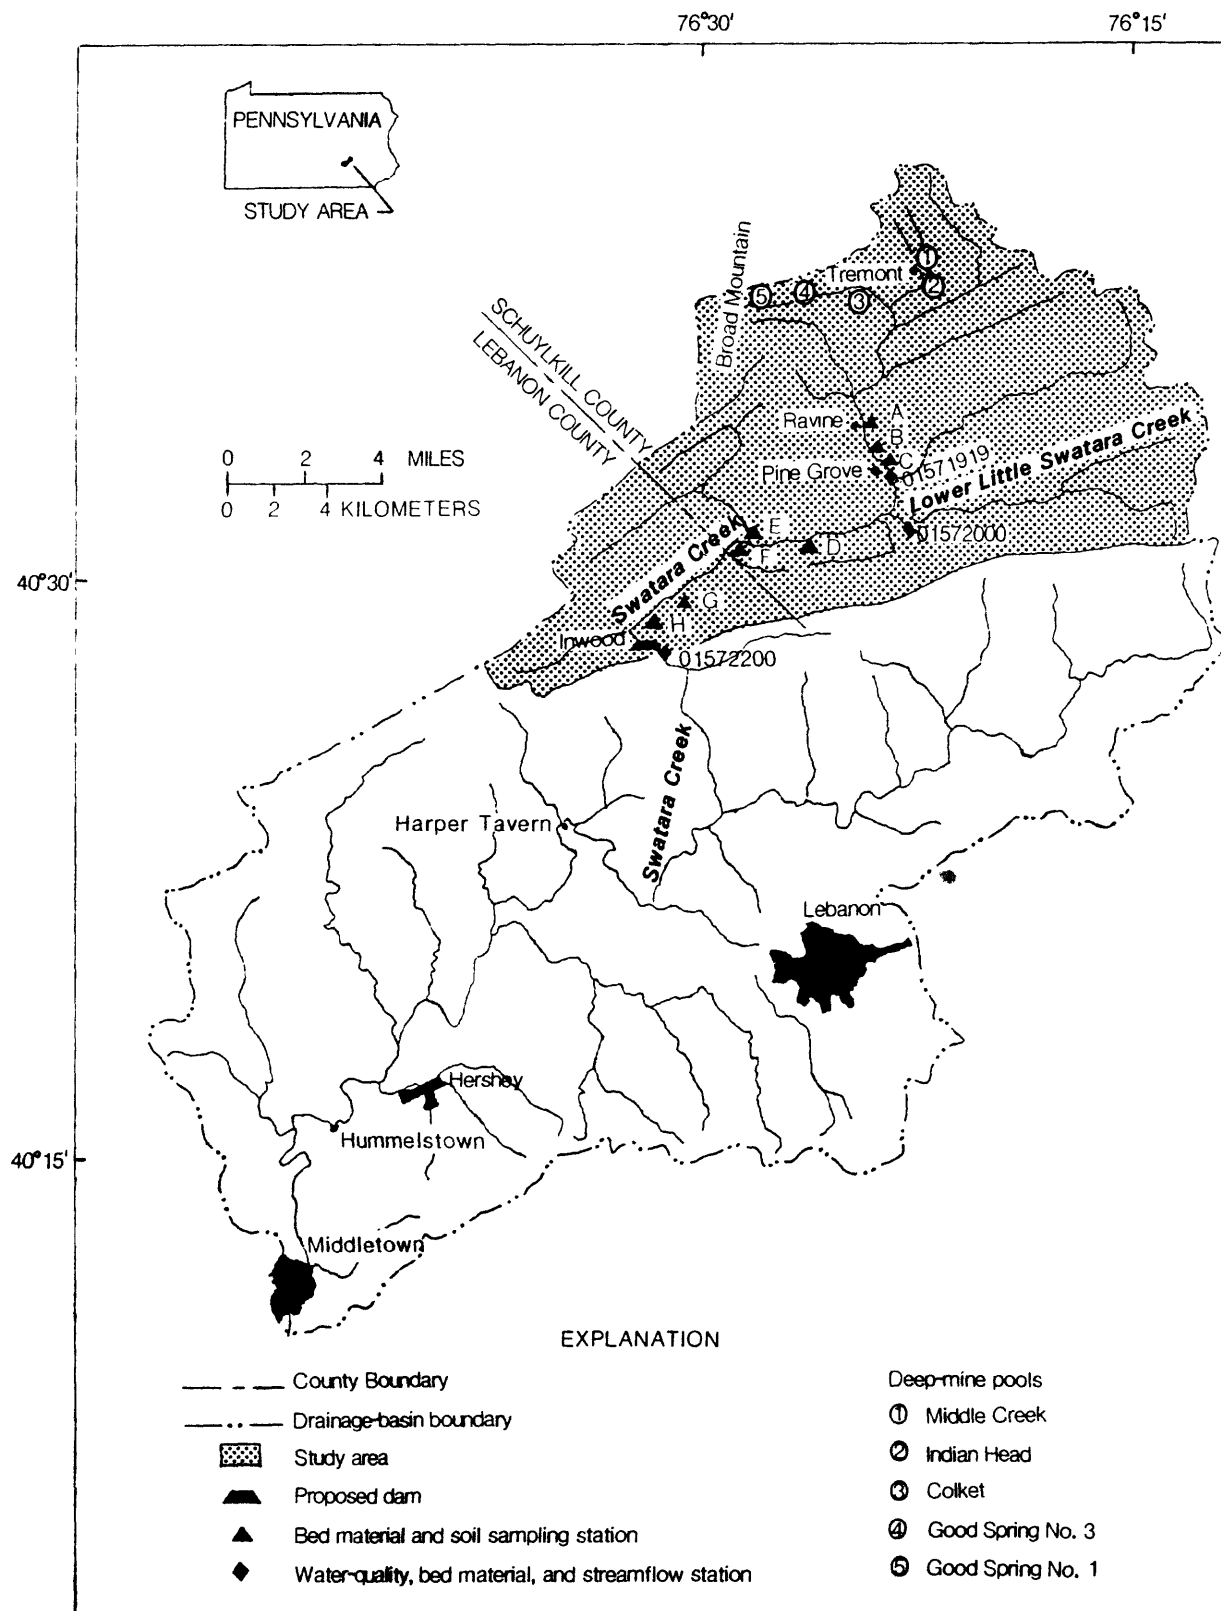 76°30'
76°15'
PENNSYLVANIA
STUDY AREA
Broad Mountain
Tremont
1
2
3
4
5
SCHUYLKILL COUNTY
LEBANON COUNTY
Ravine
A
B
C
Pine Grove
01571919
Lower Little Swatara Creek
01572000
0 2 4 MILES
0 2 4 KILOMETERS
E
F
D
Swatara Creek
40°30'
G
H
Inwood
01572200
Swatara Creek
Harper Tavern
Lebanon
Hershey
Hummelstown
40°15'
Middletown
EXPLANATION
County Boundary
Drainage-basin boundary
Study area
Proposed dam
Bed material and soil sampling station
Water-quality, bed material, and streamflow station
Deep-mine pools
1 Middle Creek
2 Indian Head
3 Colket
4 Good Spring No. 3
5 Good Spring No. 1